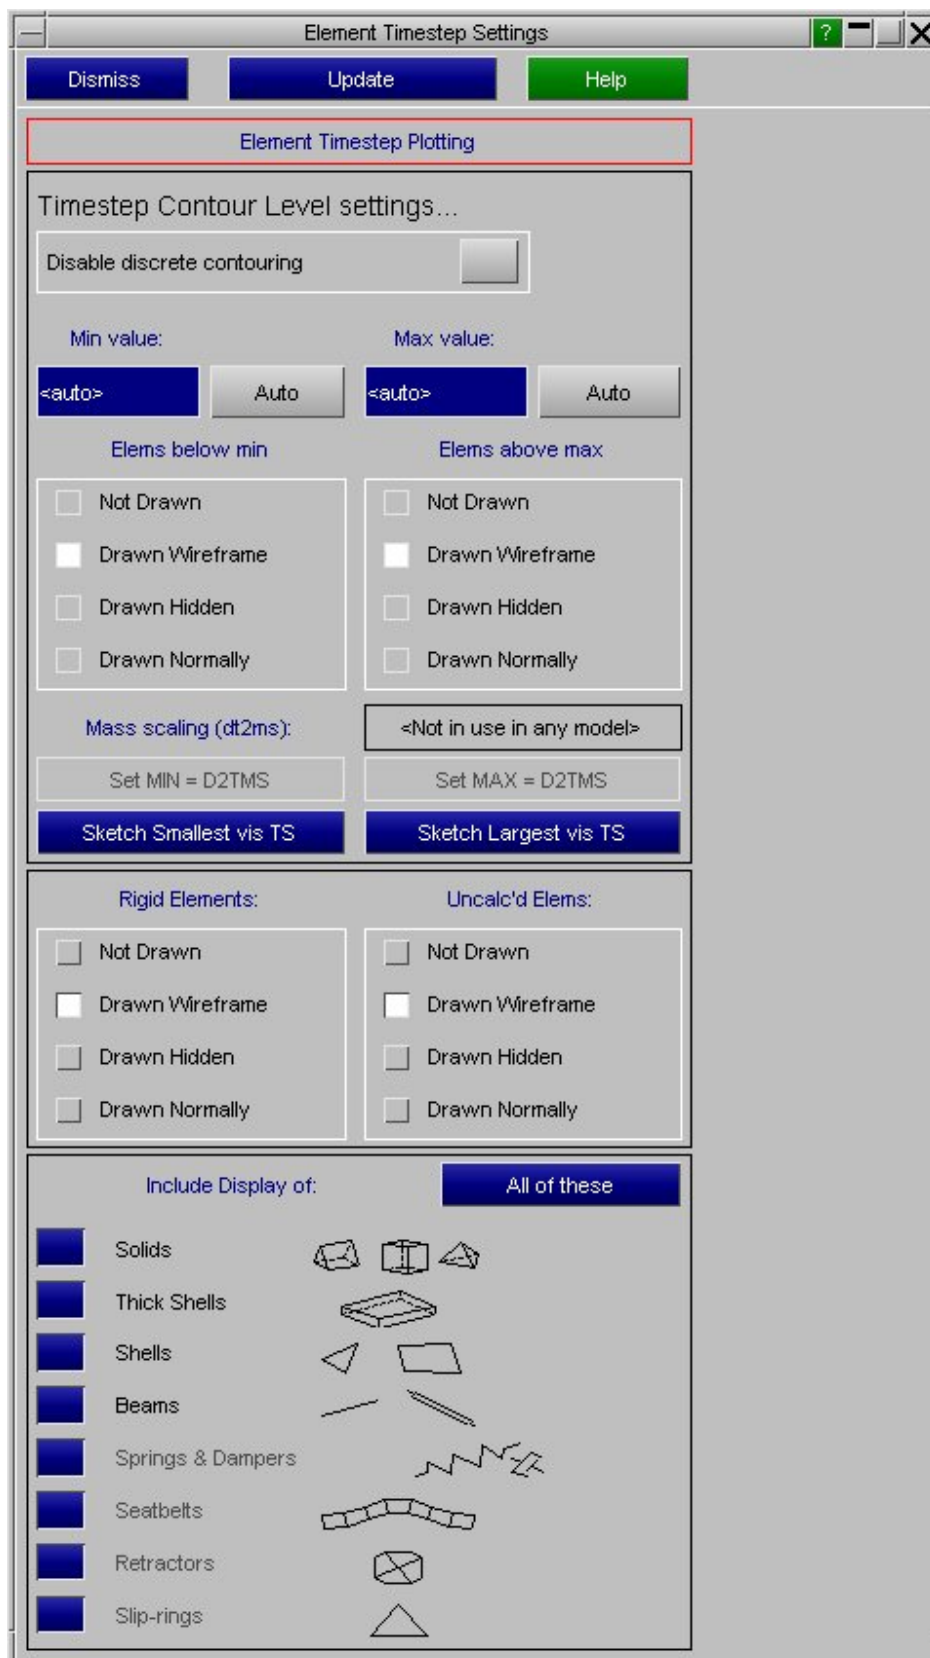 Element Timestep Settings
?
Dismiss Update Help
Element Timestep Plotting
Timestep Contour Level settings...
Disable discrete contouring
Min value: Max value:
<auto> Auto <auto> Auto
Elems below min Elems above max
Not Drawn Not Drawn
Drawn Wireframe Drawn Wireframe
Drawn Hidden Drawn Hidden
Drawn Normally Drawn Normally
Mass scaling (dt2ms): <Not in use in any model>
Set MIN = D2TMS Set MAX = D2TMS
Sketch Smallest vis TS Sketch Largest vis TS
Rigid Elements: Uncalc'd Elems:
Not Drawn Not Drawn
Drawn Wireframe Drawn Wireframe
Drawn Hidden Drawn Hidden
Drawn Normally Drawn Normally
Include Display of: All of these
Solids
Thick Shells
Shells
Beams
Springs & Dampers
Seatbelts
Retractors
Slip-rings